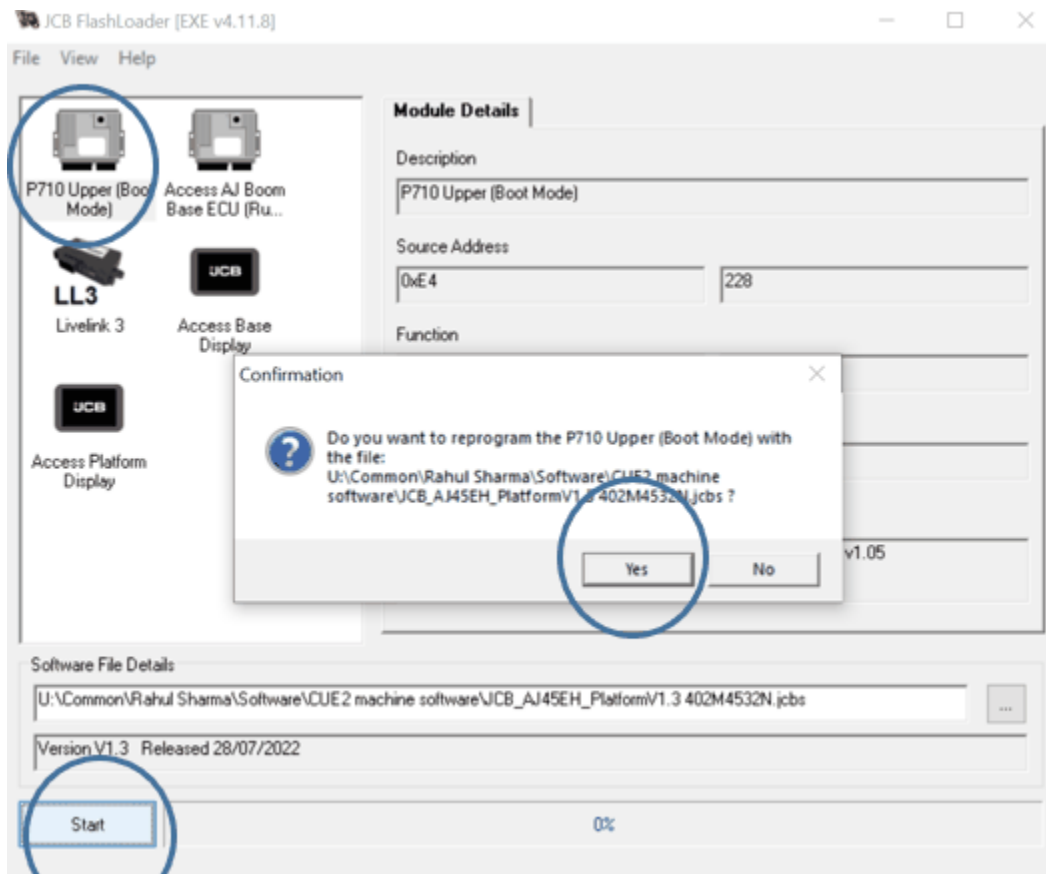 JCB FlashLoader [EXE v4.11.8]
File View Help
P710 Upper (Boot
Mode)
Access AJ Boom
Base ECU (Ru...
JCB
LL3
Livelink 3
Access Base
Display
JCB
Access Platform
Display
Module Details
Description
P710 Upper (Boot Mode)
Source Address
0xE4 228
Function
v1.05
Confirmation
Do you want to reprogram the P710 Upper (Boot Mode) with
the file:
U:\Common\Rahul Sharma\Software\CUE2 machine
software\JCB_AJ45EH_PlatformV1.3 402M4532N.jcbs ?
Yes No
Software File Details
U:\Common\Rahul Sharma\Software\CUE2 machine software\JCB_AJ45EH_PlatformV1.3 402M4532N.jcbs
...
Version V1.3 Released 28/07/2022
Start 0%